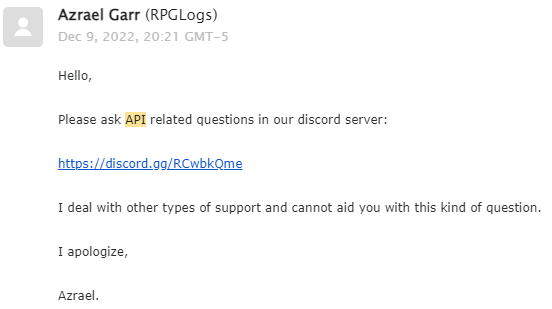 Azrael Garr (RPGLogs)
Dec 9, 2022, 20:21 GMT-5
Hello,
Please ask API related questions in our discord server:
https://discord.gg/RCwbkQme
I deal with other types of support and cannot aid you with this kind of question.
I apologize,
Azrael.